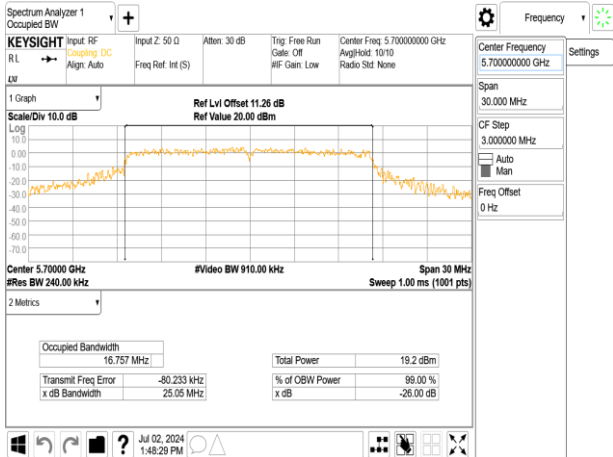 Spectrum Analyzer 1
Occupied BW
+
Frequency
KEYSIGHT
Input: RF
Coupling: DC
Align: Auto
Input Z: 50 Ω
Freq Ref: Int (S)
Atten: 30 dB
Trig: Free Run
Gate: Off
#IF Gain: Low
Center Freq: 5.700000000 GHz
Avg|Hold: 10/10
Radio Std: None
RL
LXI
Center Frequency
5.700000000 GHz
Settings
Span
30.000 MHz
CF Step
3.000000 MHz
Auto
Man
Freq Offset
0 Hz
1 Graph
Scale/Div 10.0 dB
Ref Lvl Offset 11.26 dB
Ref Value 20.00 dBm
Log
10.0
0.00
-10.0
-20.0
-30.0
-40.0
-50.0
-60.0
-70.0
Center 5.70000 GHz
#Video BW 910.00 kHz
Span 30 MHz
#Res BW 240.00 kHz
Sweep 1.00 ms (1001 pts)
2 Metrics
Occupied Bandwidth
16.757 MHz
Total Power 19.2 dBm
Transmit Freq Error -80.233 kHz
% of OBW Power 99.00 %
x dB Bandwidth 25.05 MHz
x dB -26.00 dB
?
Jul 02, 2024
1:48:29 PM